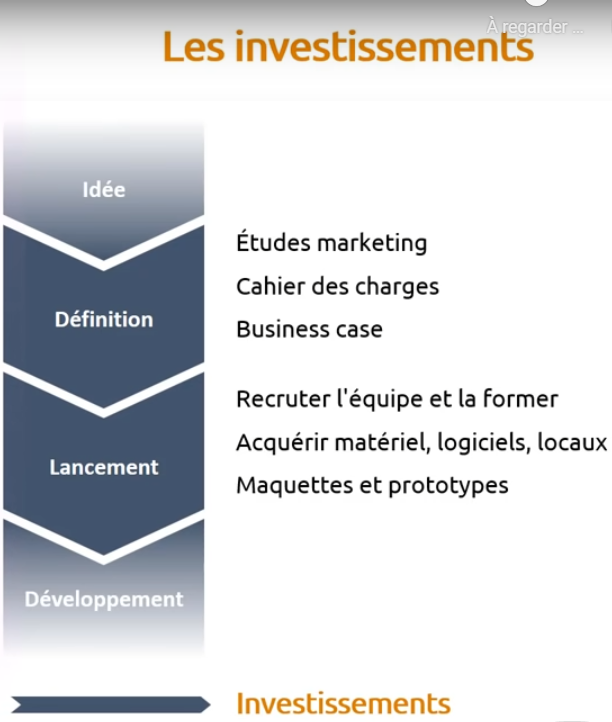 À regarder ...
Les investissements
Idée
Études marketing
Cahier des charges
Définition
Business case
Recruter l'équipe et la former
Acquérir matériel, logiciels, locaux
Lancement
Maquettes et prototypes
Développement
Investissements